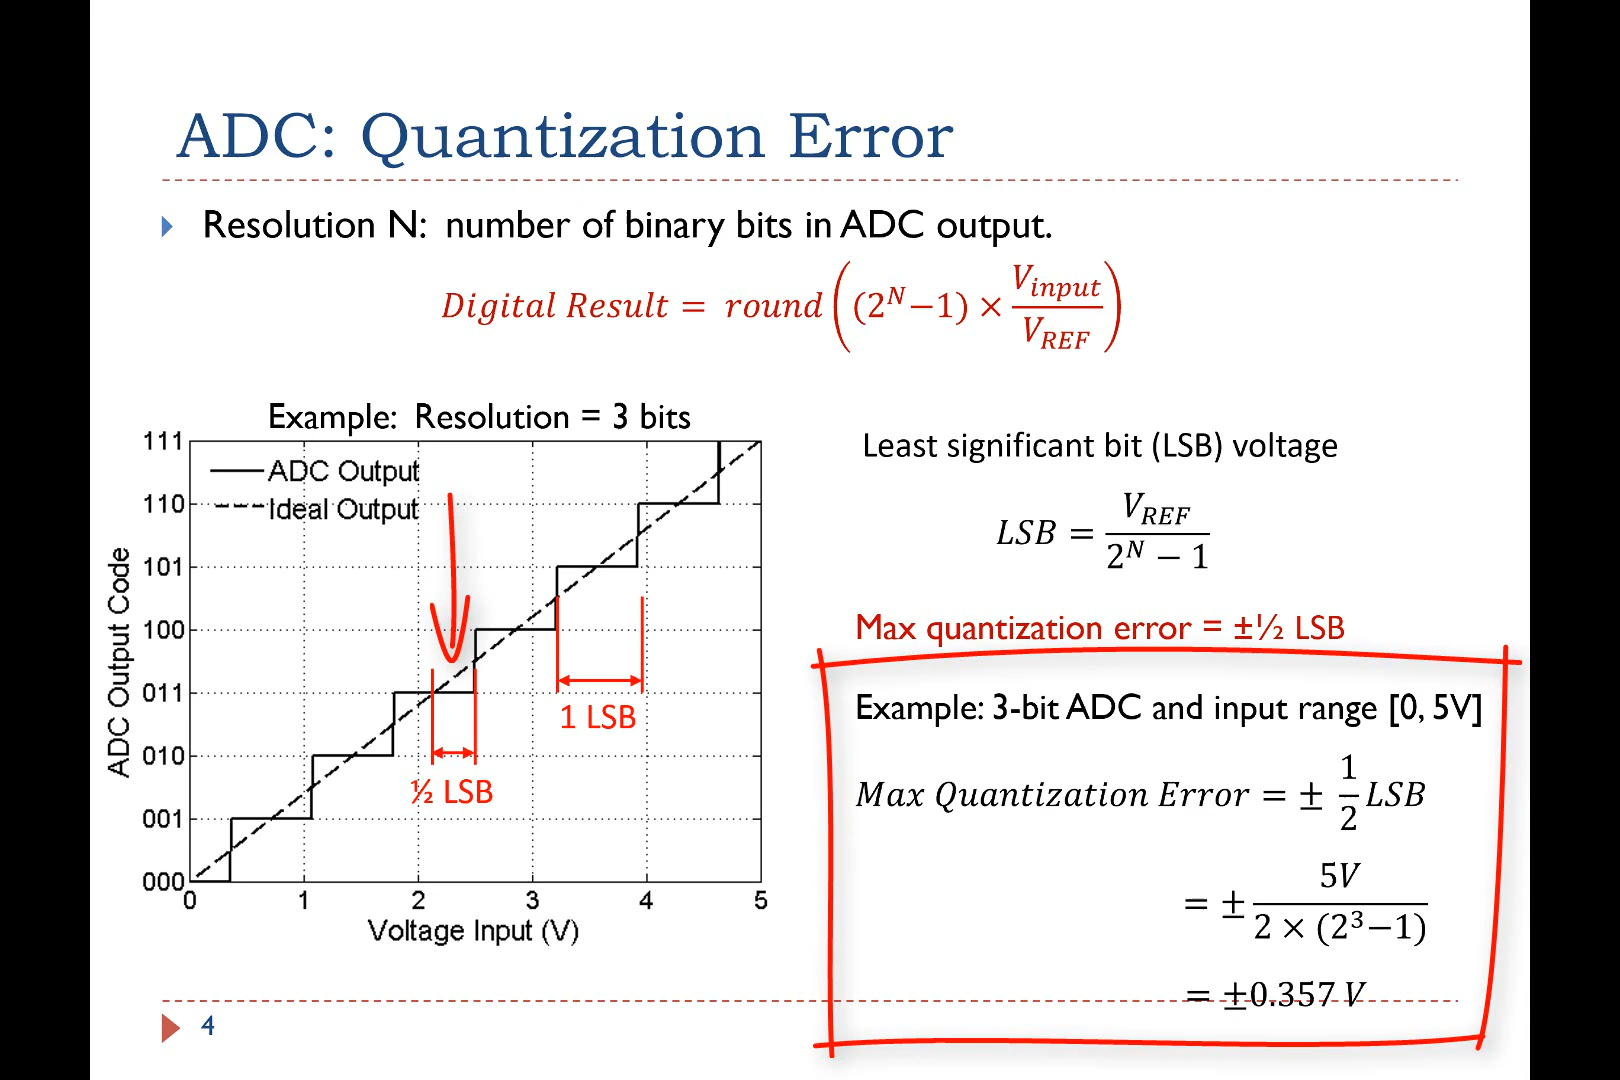 ADC: Quantization Error
Resolution N: number of binary bits in ADC output.
Digital Result = round((2^N−1) × V_input / V_REF)
Example: Resolution = 3 bits
111
110
101
100
011
010
001
000
ADC Output Code
ADC Output
Ideal Output
1 LSB
½ LSB
0 1 2 3 4 5
Voltage Input (V)
Least significant bit (LSB) voltage
LSB = V_REF / (2^N − 1)
Max quantization error = ±½ LSB
Example: 3-bit ADC and input range [0, 5V]
Max Quantization Error = ± 1/2 LSB
= ± 5V / (2 × (2^3−1))
= ±0.357 V
4